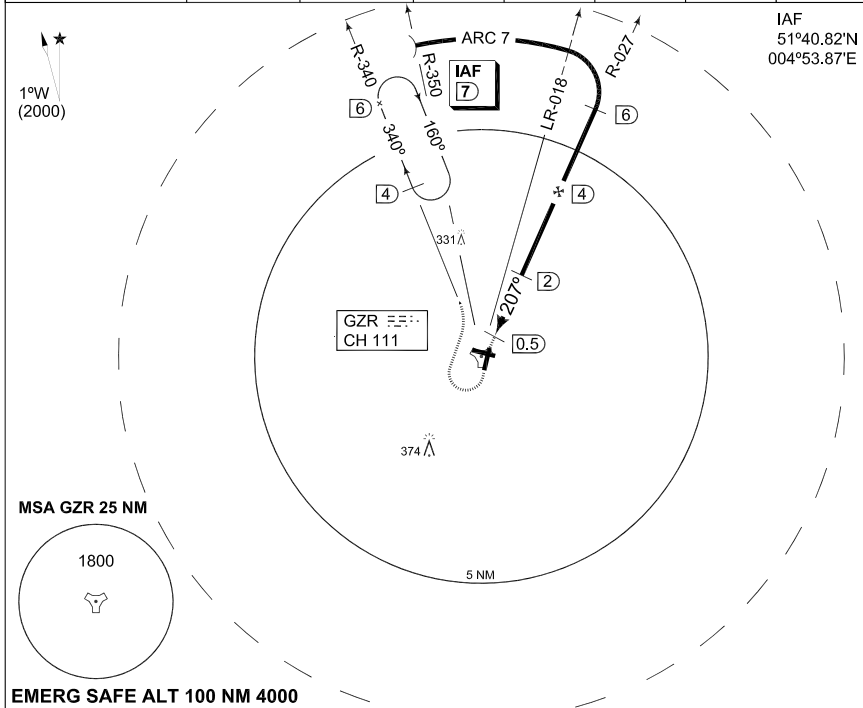 IAF
51º40.82'N
004º53.87'E
1ºW
(2000)
R-340
R-350
ARC 7
IAF
7
LR-018
R-027
6
6
340º
160º
4
4
331
2
207º
GZR
CH 111
0.5
374
MSA GZR 25 NM
1800
5 NM
EMERG SAFE ALT 100 NM 4000